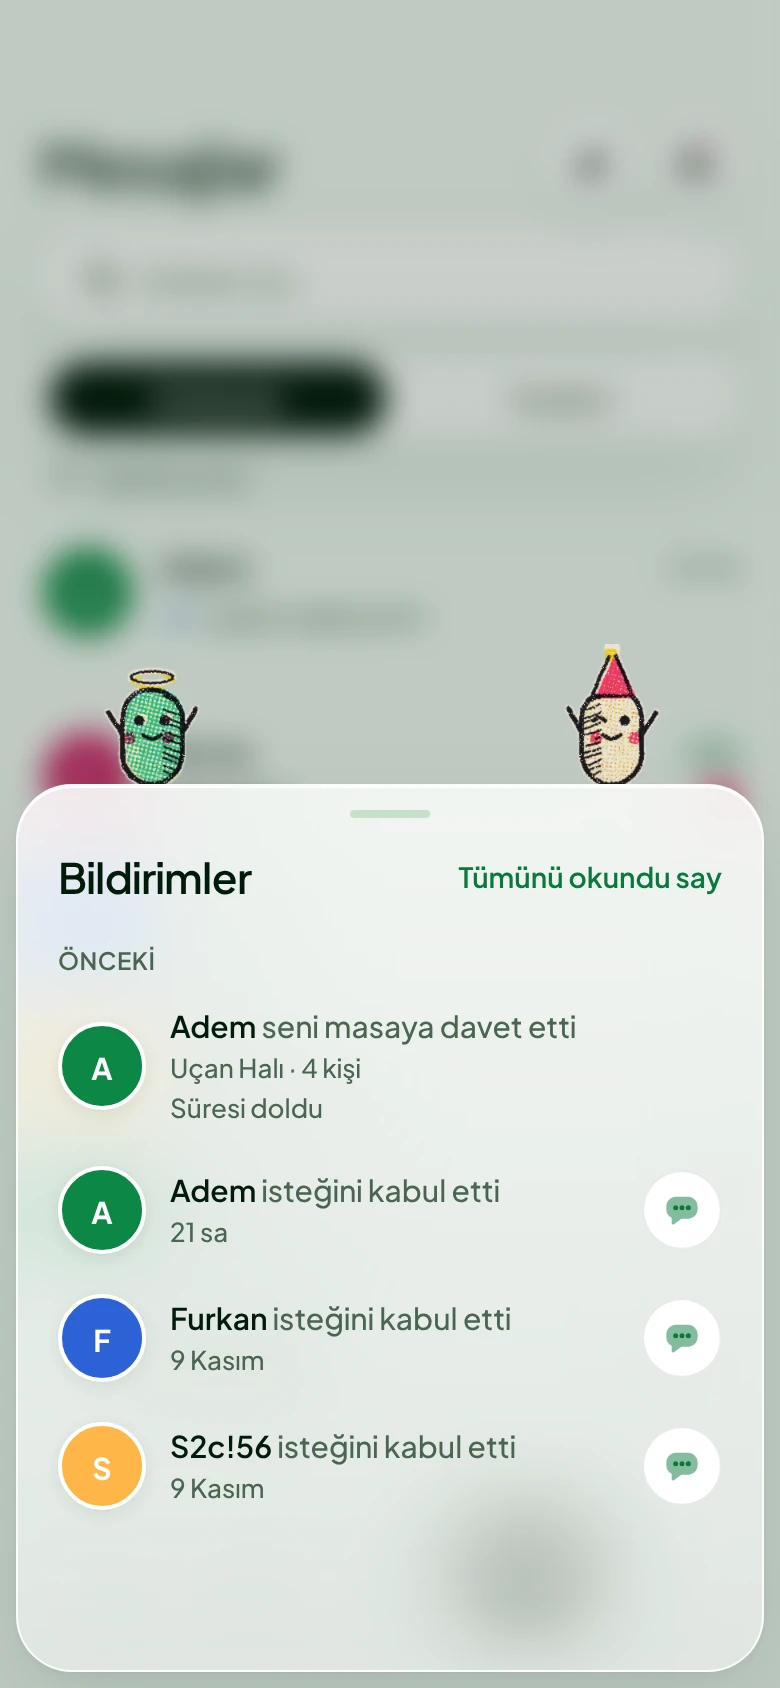 Bildirimler
Tümünü okundu say
ÖNCEKİ
A
Adem seni masaya davet etti
Uçan Halı · 4 kişi
Süresi doldu
A
Adem isteğini kabul etti
21 sa
F
Furkan isteğini kabul etti
9 Kasım
S
S2c!56 isteğini kabul etti
9 Kasım